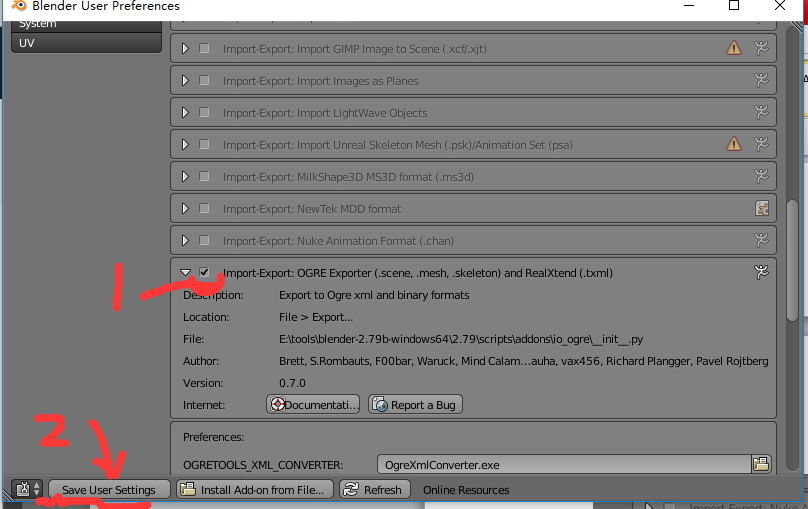 Blender User Preferences
System
UV
Import-Export: Import GIMP Image to Scene (.xcf/.xjt)
Import-Export: Import Images as Planes
Import-Export: Import LightWave Objects
Import-Export: Import Unreal Skeleton Mesh (.psk)/Animation Set (psa)
Import-Export: MilkShape3D MS3D format (.ms3d)
Import-Export: NewTek MDD format
Import-Export: Nuke Animation Format (.chan)
1
Import-Export: OGRE Exporter (.scene, .mesh, .skeleton) and RealXtend (.txml)
Description: Export to Ogre xml and binary formats
Location: File > Export...
File: E:\tools\blender-2.79b-windows64\2.79\scripts\addons\io_ogre\__init__.py
Author: Brett, S.Rombauts, F00bar, Waruck, Mind Calam...auha, vax456, Richard Plangger, Pavel Rojtberg
Version: 0.7.0
Internet: Documentati... Report a Bug
2
Preferences:
OGRETOOLS_XML_CONVERTER: OgreXmlConverter.exe
Save User Settings Install Add-on from File... Refresh Online Resources